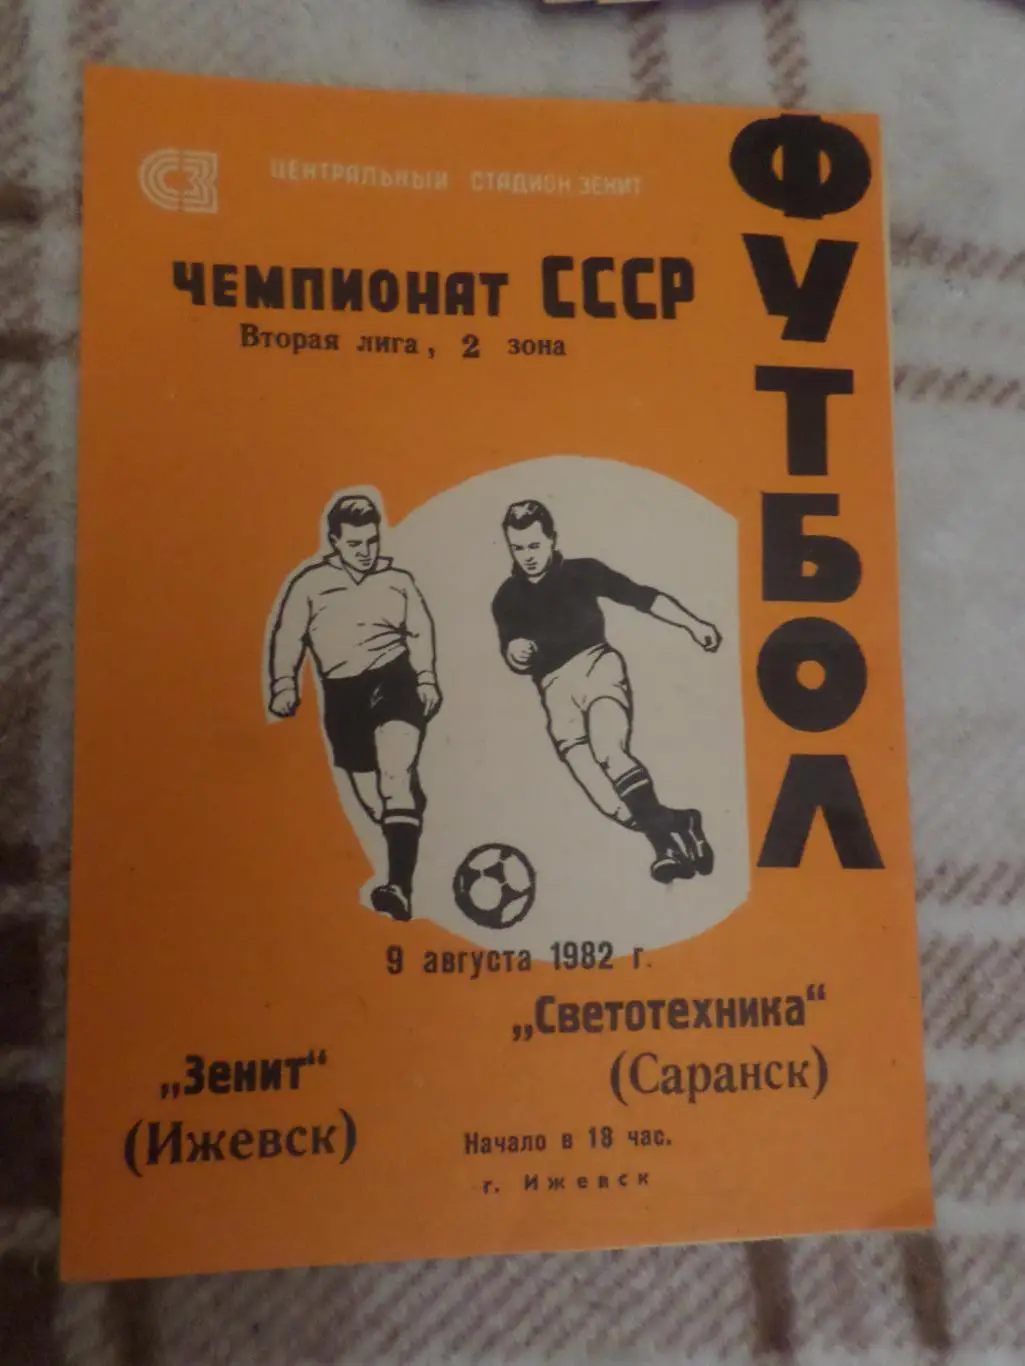 СЗ
ЦЕНТРАЛЬНЫЙ СТАДИОН ЗЕНИТ
ЧЕМПИОНАТ СССР
Вторая лига, 2 зона
ФУТБОЛ
9 августа 1982 г.
„Светотехника“
(Саранск)
„Зенит“
(Ижевск)
Начало в 18 час.
г. Ижевск